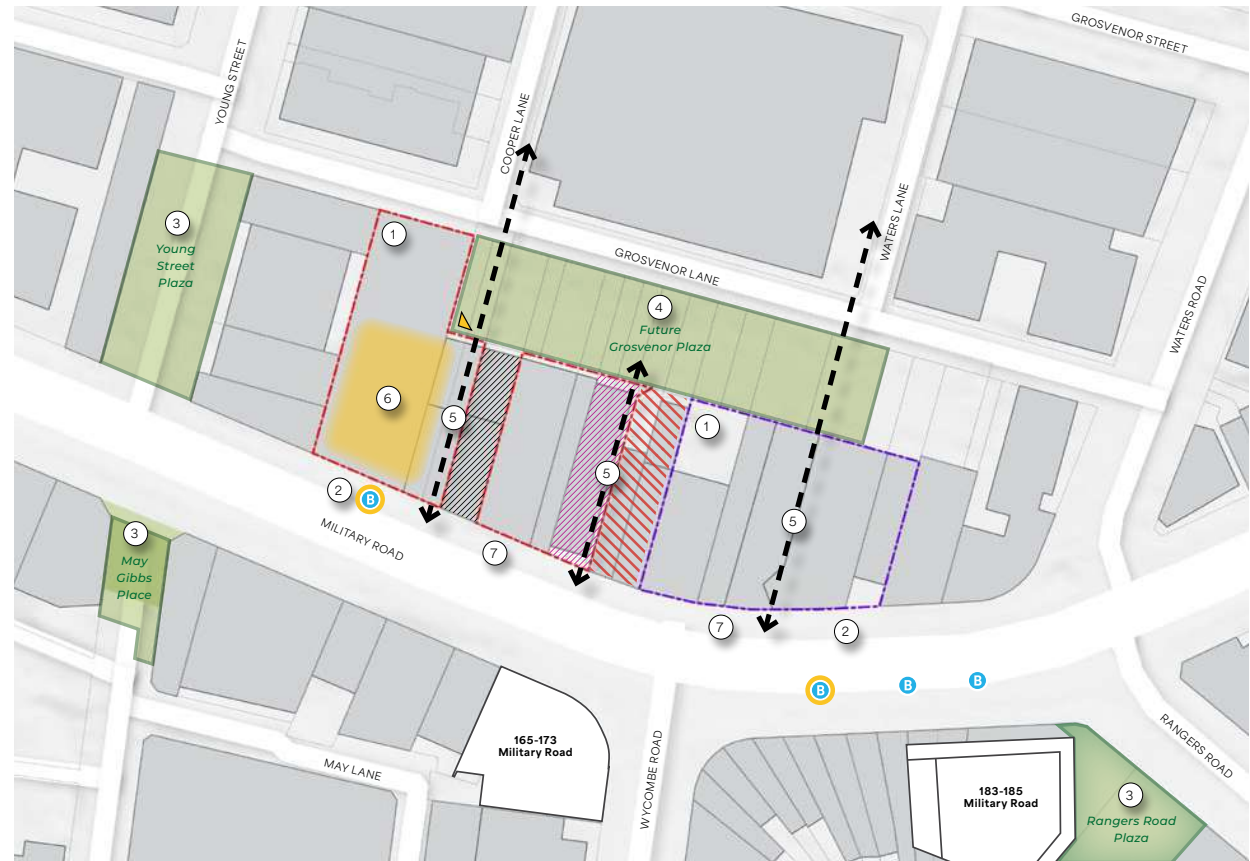 GROSVENOR STREET
YOUNG STREET
COOPER LANE
WATERS LANE
WATERS ROAD
3
Young
Street
Plaza
1
GROSVENOR LANE
4
Future
Grosvenor Plaza
6
5
1
5
5
2
B
MILITARY ROAD
7
7
2
3
May
Gibbs
Place
B
B
B
165-173
Military Road
MAY LANE
WYCOMBE ROAD
RANGERS ROAD
183-185
Military Road
3
Rangers Road
Plaza